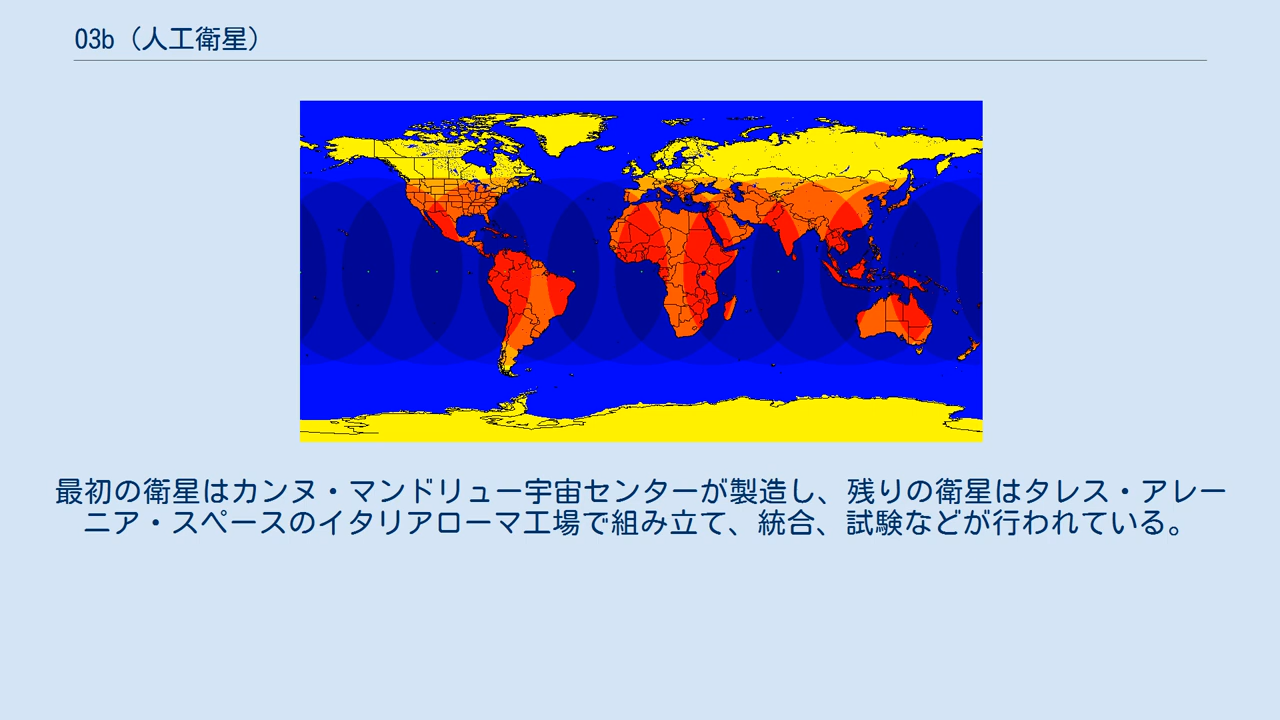 03b（人工衛星）
最初の衛星はカンヌ・マンドリュー宇宙センターが製造し、残りの衛星はタレス・アレー
ニア・スペースのイタリアローマ工場で組み立て、統合、試験などが行われている。